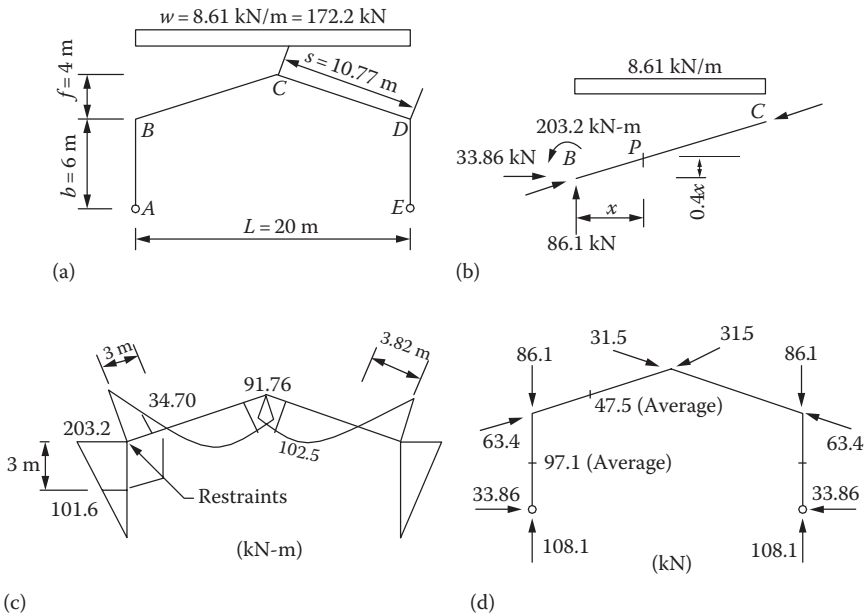 w = 8.61 kN/m = 172.2 kN
s = 10.77 m
f = 4 m
C
B
D
b = 6 m
A
E
L = 20 m
(a)
8.61 kN/m
C
203.2 kN-m
33.86 kN
B
P
0.4x
x
86.1 kN
(b)
3 m
3.82 m
91.76
34.70
203.2
102.5
3 m
Restraints
101.6
(kN-m)
(c)
31.5
315
86.1
86.1
47.5 (Average)
63.4
63.4
97.1 (Average)
33.86
33.86
108.1
108.1
(kN)
(d)